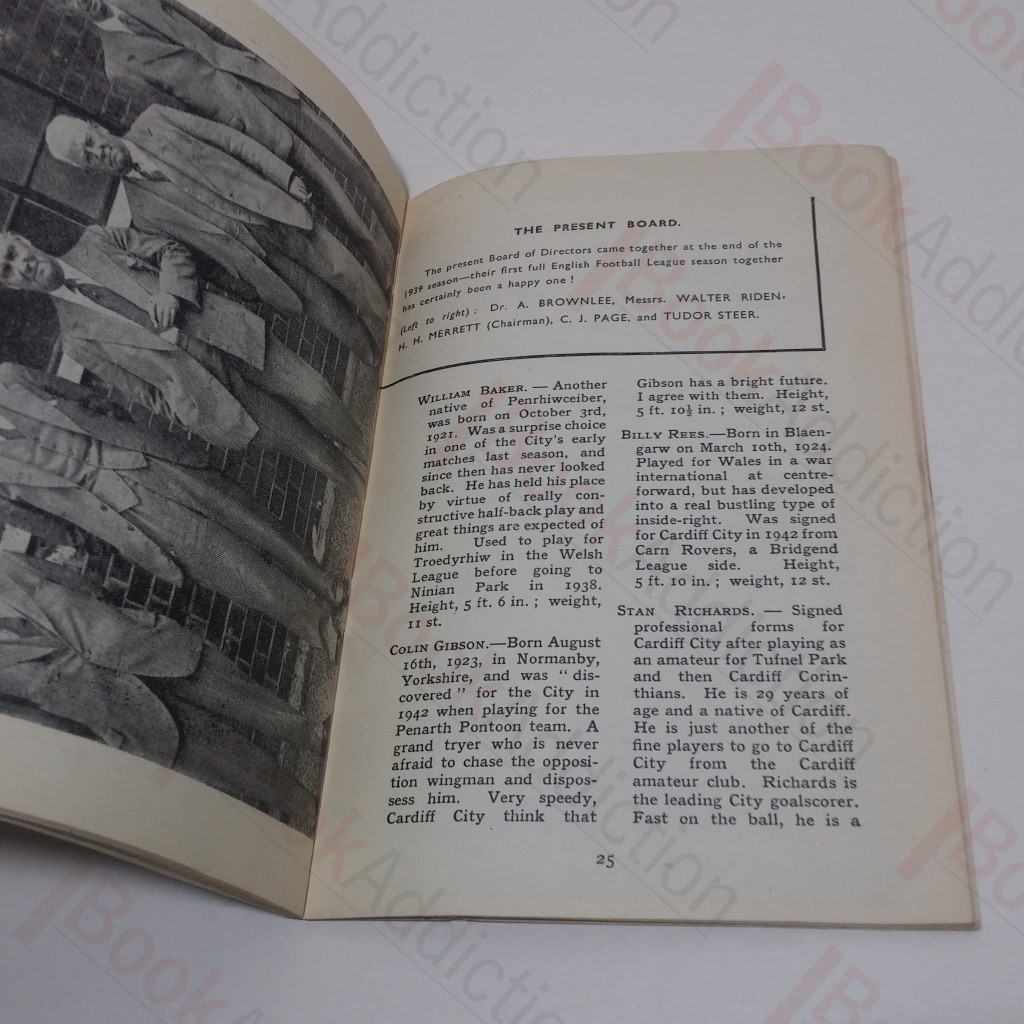 THE PRESENT BOARD.
The present Board of Directors came together at the end of the
1939 season—their first full English Football League season together
has certainly been a happy one !
(Left to right) : Dr. A. BROWNLEE, Messrs. WALTER RIDEN,
H. H. MERRETT (Chairman), C. J. PAGE, and TUDOR STEER.
WILLIAM BAKER. — Another
native of Penrhiwceiber,
was born on October 3rd,
1921. Was a surprise choice
in one of the City's early
matches last season, and
since then has never looked
back. He has held his place
by virtue of really con-
structive half-back play and
great things are expected of
him. Used to play for
Troedyrhiw in the Welsh
League before going to
Ninian Park in 1938.
Height, 5 ft. 6 in. ; weight,
11 st.
COLIN GIBSON.—Born August
16th, 1923, in Normanby,
Yorkshire, and was " dis-
covered " for the City in
1942 when playing for the
Penarth Pontoon team. A
grand tryer who is never
afraid to chase the opposi-
tion wingman and dispos-
sess him. Very speedy,
Cardiff City think that
Gibson has a bright future.
I agree with them. Height,
5 ft. 10½ in. ; weight, 12 st.
BILLY REES.—Born in Blaen-
garw on March 10th, 1924.
Played for Wales in a war
international at centre-
forward, but has developed
into a real bustling type of
inside-right. Was signed
for Cardiff City in 1942 from
Carn Rovers, a Bridgend
League side. Height,
5 ft. 10 in. ; weight, 12 st.
STAN RICHARDS. — Signed
professional forms for
Cardiff City after playing as
an amateur for Tufnel Park
and then Cardiff Corin-
thians. He is 29 years of
age and a native of Cardiff.
He is just another of the
fine players to go to Cardiff
City from the Cardiff
amateur club. Richards is
the leading City goalscorer.
Fast on the ball, he is a
25
BookAddiction